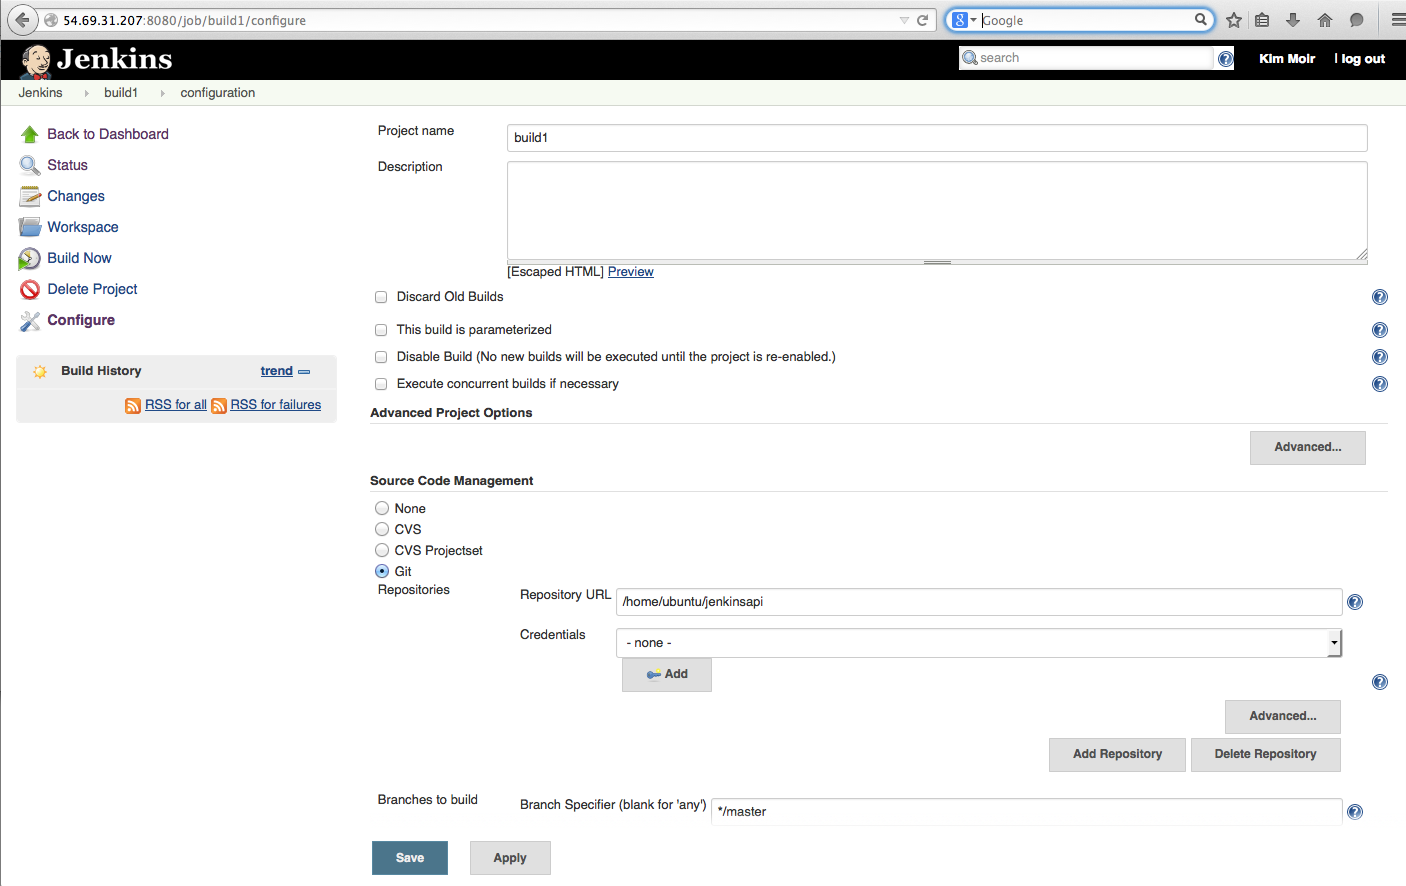 54.69.31.207:8080/job/build1/configure
Google
Jenkins
search
Kim Moir
log out
Jenkins
build1
configuration
Back to Dashboard
Status
Changes
Workspace
Build Now
Delete Project
Configure
Build History
trend
RSS for all
RSS for failures
Project name
build1
Description
[Escaped HTML] Preview
Discard Old Builds
This build is parameterized
Disable Build (No new builds will be executed until the project is re-enabled.)
Execute concurrent builds if necessary
Advanced Project Options
Advanced...
Source Code Management
None
CVS
CVS Projectset
Git
Repositories
Repository URL
/home/ubuntu/jenkinsapi
Credentials
- none -
Add
Advanced...
Add Repository
Delete Repository
Branches to build
Branch Specifier (blank for 'any')
*/master
Save
Apply